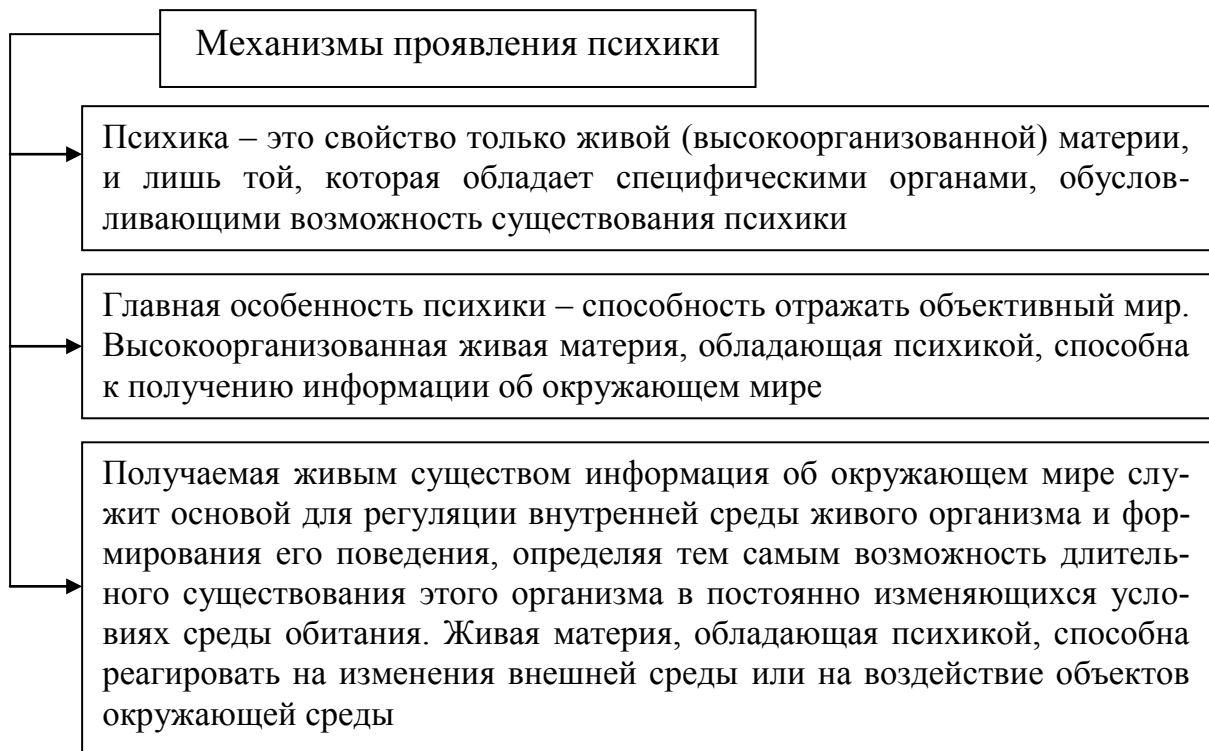 Механизмы проявления психики
Психика – это свойство только живой (высокоорганизованной) материи,
и лишь той, которая обладает специфическими органами, обуслов-
ливающими возможность существования психики
Главная особенность психики – способность отражать объективный мир.
Высокоорганизованная живая материя, обладающая психикой, способна
к получению информации об окружающем мире
Получаемая живым существом информация об окружающем мире слу-
жит основой для регуляции внутренней среды живого организма и фор-
мирования его поведения, определяя тем самым возможность длитель-
ного существования этого организма в постоянно изменяющихся усло-
виях среды обитания. Живая материя, обладающая психикой, способна
реагировать на изменения внешней среды или на воздействие объектов
окружающей среды